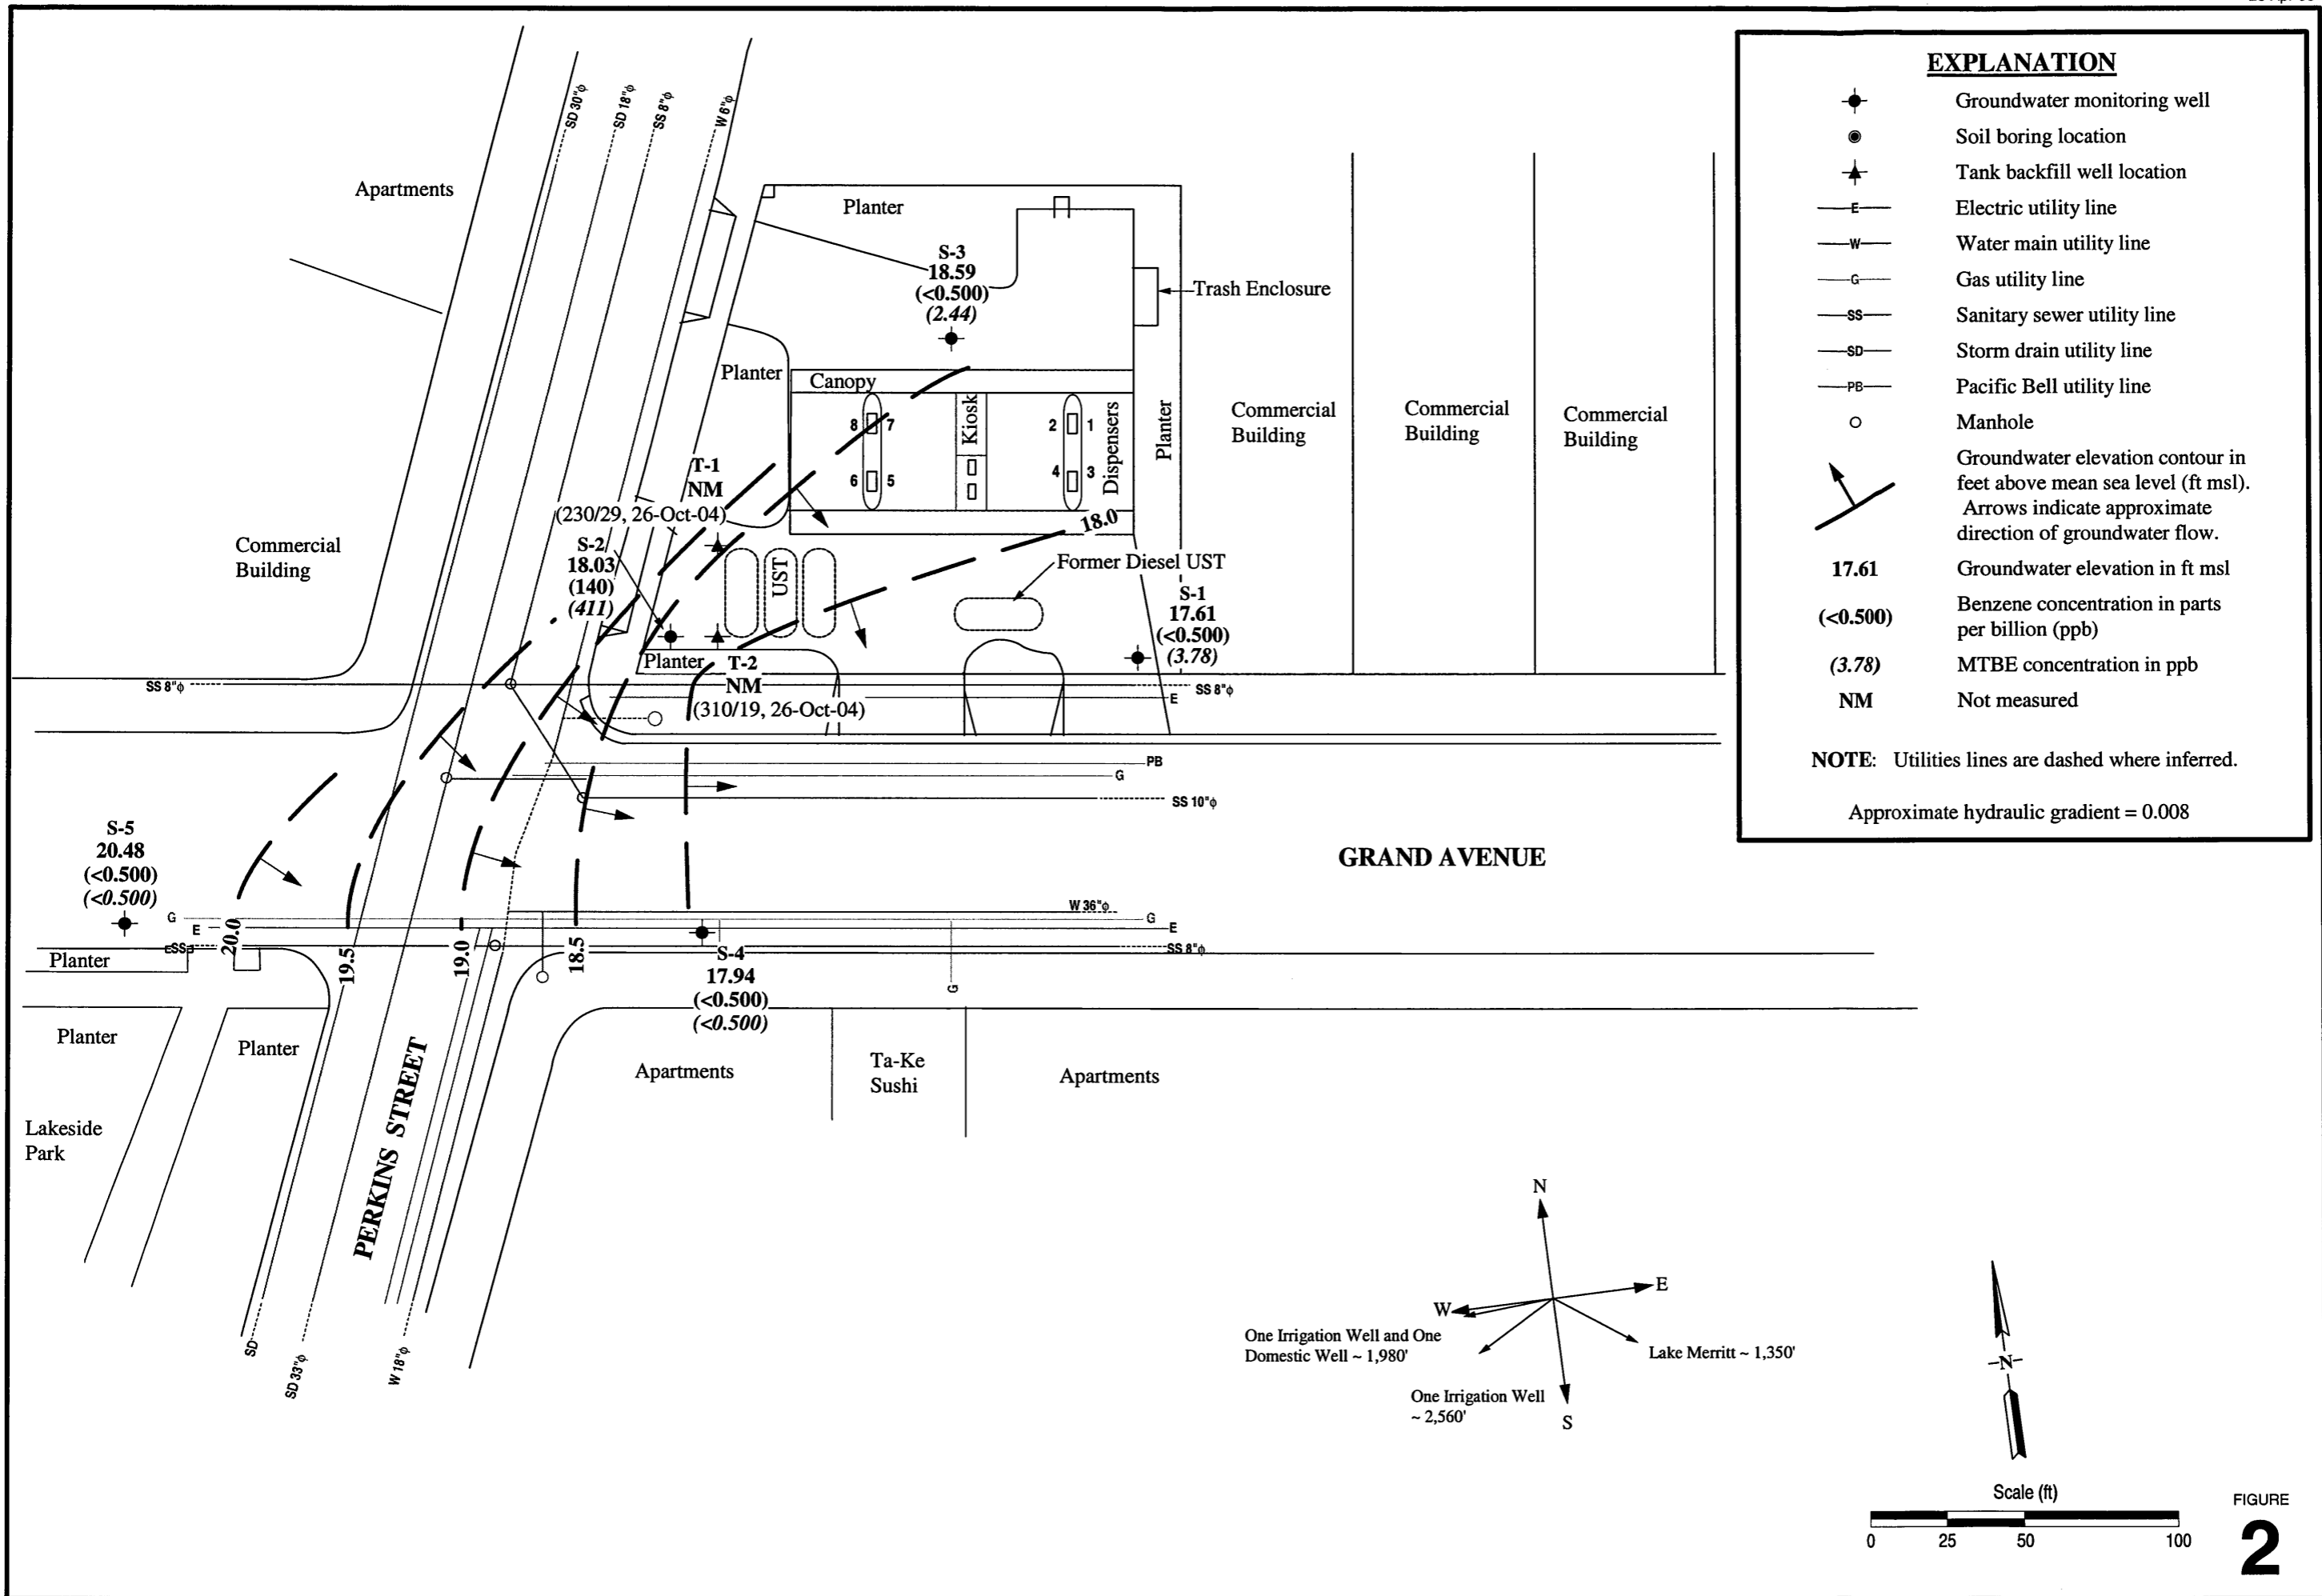 EXPLANATION
Groundwater monitoring well
Soil boring location
Tank backfill well location
E
Electric utility line
W
Water main utility line
G
Gas utility line
SS
Sanitary sewer utility line
SD
Storm drain utility line
PB
Pacific Bell utility line
Manhole
Groundwater elevation contour in
feet above mean sea level (ft msl).
Arrows indicate approximate
direction of groundwater flow.
17.61
Groundwater elevation in ft msl
(<0.500)
Benzene concentration in parts
per billion (ppb)
(3.78)
MTBE concentration in ppb
NM
Not measured
NOTE: Utilities lines are dashed where inferred.
Approximate hydraulic gradient = 0.008
SD 30"ϕ
SD 18"ϕ
SS 8"ϕ
W 6"ϕ
Apartments
Planter
S-3
18.59
(<0.500)
(2.44)
Trash Enclosure
Planter
Canopy
Kiosk
Dispensers
Planter
8
7
2
1
6
5
4
3
Commercial
Building
Commercial
Building
Commercial
Building
T-1
NM
(230/29, 26-Oct-04)
18.0
S-2
18.03
(140)
(411)
UST
Former Diesel UST
S-1
17.61
(<0.500)
(3.78)
Commercial
Building
Planter
T-2
NM
(310/19, 26-Oct-04)
SS 8"ϕ
SS 8"ϕ
E
PB
G
SS 10"ϕ
GRAND AVENUE
S-5
20.48
(<0.500)
(<0.500)
W 36"ϕ
G
G
E
E
SS
SS 8"ϕ
20.0
19.5
19.0
18.5
S-4
17.94
(<0.500)
(<0.500)
G
Planter
Planter
Planter
Apartments
Ta-Ke
Sushi
Apartments
Lakeside
Park
PERKINS STREET
SD
SD 33"ϕ
W 18"ϕ
N
E
W
S
One Irrigation Well and One
Domestic Well ~ 1,980'
Lake Merritt ~ 1,350'
One Irrigation Well
~ 2,560'
N
Scale (ft)
0
25
50
100
FIGURE
2